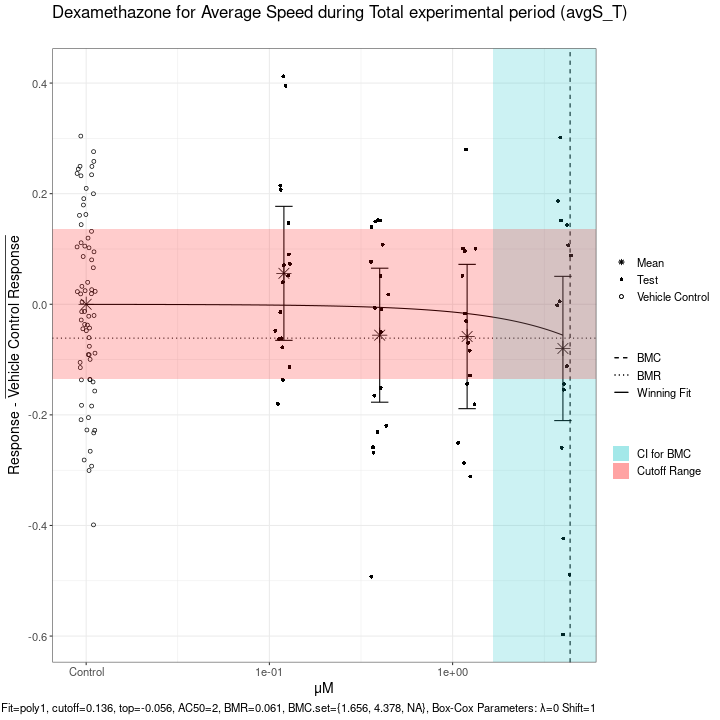 Dexamethazone for Average Speed during Total experimental period (avgS_T)
Response - Vehicle Control Response
0.4
0.2
0.0
-0.2
-0.4
-0.6
Control
1e-01
1e+00
µM
Mean
Test
Vehicle Control
BMC
BMR
Winning Fit
CI for BMC
Cutoff Range
Fit=poly1, cutoff=0.136, top=-0.056, AC50=2, BMR=0.061, BMC.set={1.656, 4.378, NA}, Box-Cox Parameters: λ=0 Shift=1